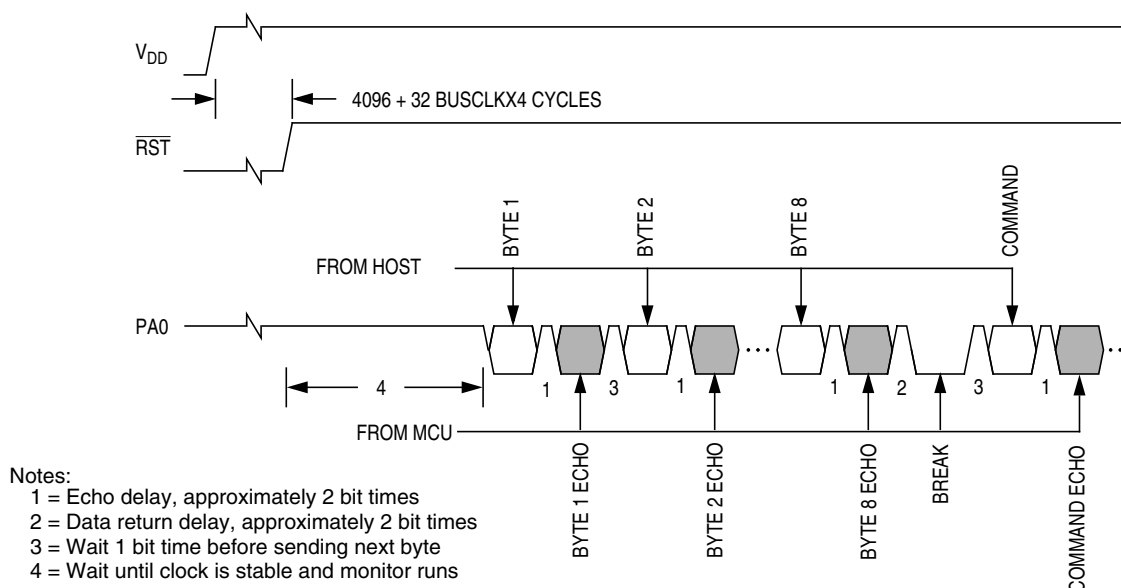 VDD
4096 + 32 BUSCLKX4 CYCLES
RST
BYTE 1
BYTE 2
BYTE 8
COMMAND
FROM HOST
PA0
4
1
3
1
1
2
3
1
FROM MCU
BYTE 1 ECHO
BYTE 2 ECHO
BYTE 8 ECHO
BREAK
COMMAND ECHO
Notes:
1 = Echo delay, approximately 2 bit times
2 = Data return delay, approximately 2 bit times
3 = Wait 1 bit time before sending next byte
4 = Wait until clock is stable and monitor runs